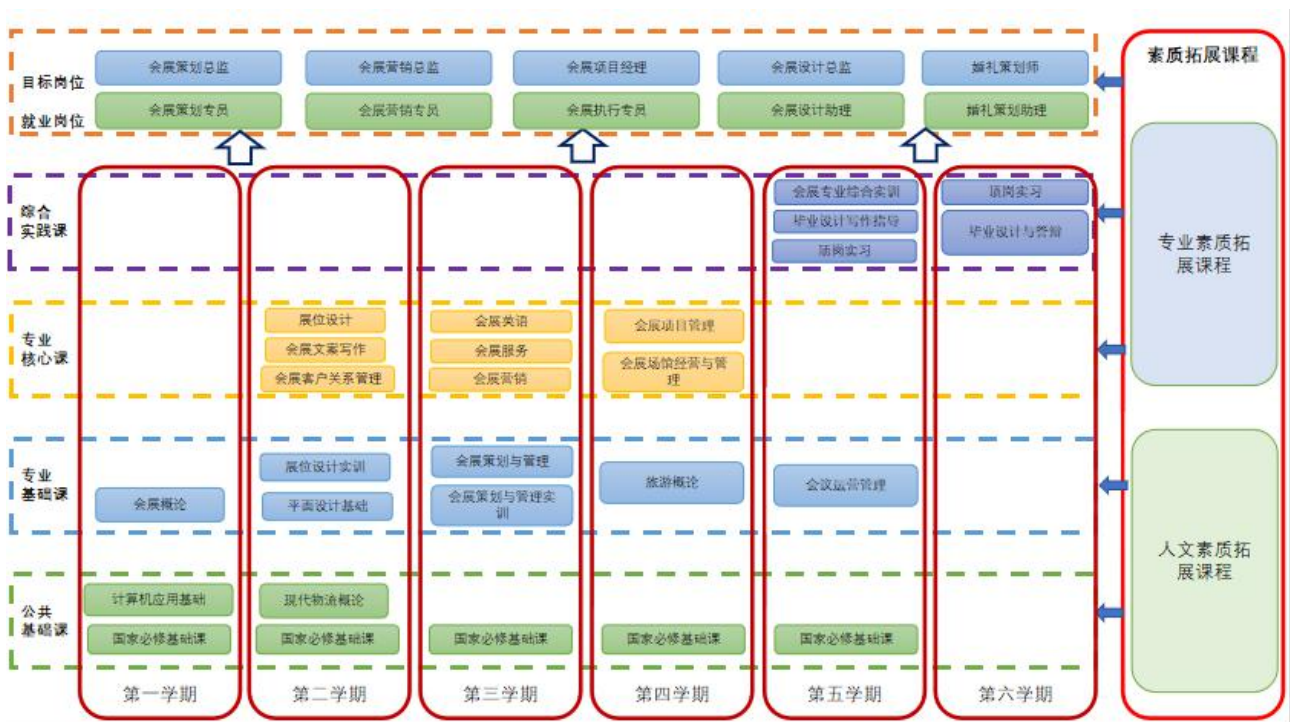 素质拓展课程
目标岗位
会展策划总监
会展营销总监
会展项目经理
会展设计总监
婚礼策划师
就业岗位
会展策划专员
会展营销专员
会展执行专员
会展设计助理
婚礼策划助理
综合
实践课
会展专业综合实训
毕业设计写作指导
顶岗实习
顶岗实习
毕业设计与答辩
专业素质拓
展课程
专业
核心课
展位设计
会展文案写作
会展客户关系管理
会展英语
会展服务
会展营销
会展项目管理
会展场馆经营与管
理
专业
基础课
会展概论
展位设计实训
平面设计基础
会展策划与管理
会展策划与管理实
训
旅游概论
会议运营管理
人文素质拓
展课程
公共
基础课
计算机应用基础
国家必修基础课
现代物流概论
国家必修基础课
国家必修基础课
国家必修基础课
国家必修基础课
第一学期
第二学期
第三学期
第四学期
第五学期
第六学期